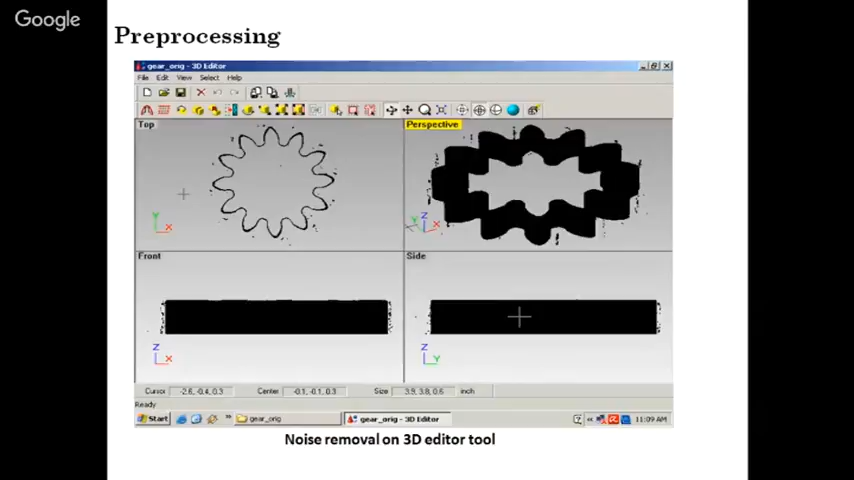 Google
Preprocessing
gear_orig - 3D Editor
File Edit View Select Help
Top
Perspective
Y
X
Z
Y
X
Front
Side
Z
X
Z
Y
Cursor -2.6, -0.4, 0.3 Center -0.1, -0.1, 0.3 Size 3.9, 3.8, 0.6 inch
Ready
Start gear_orig gear_orig - 3D Editor 11:09 AM
Noise removal on 3D editor tool